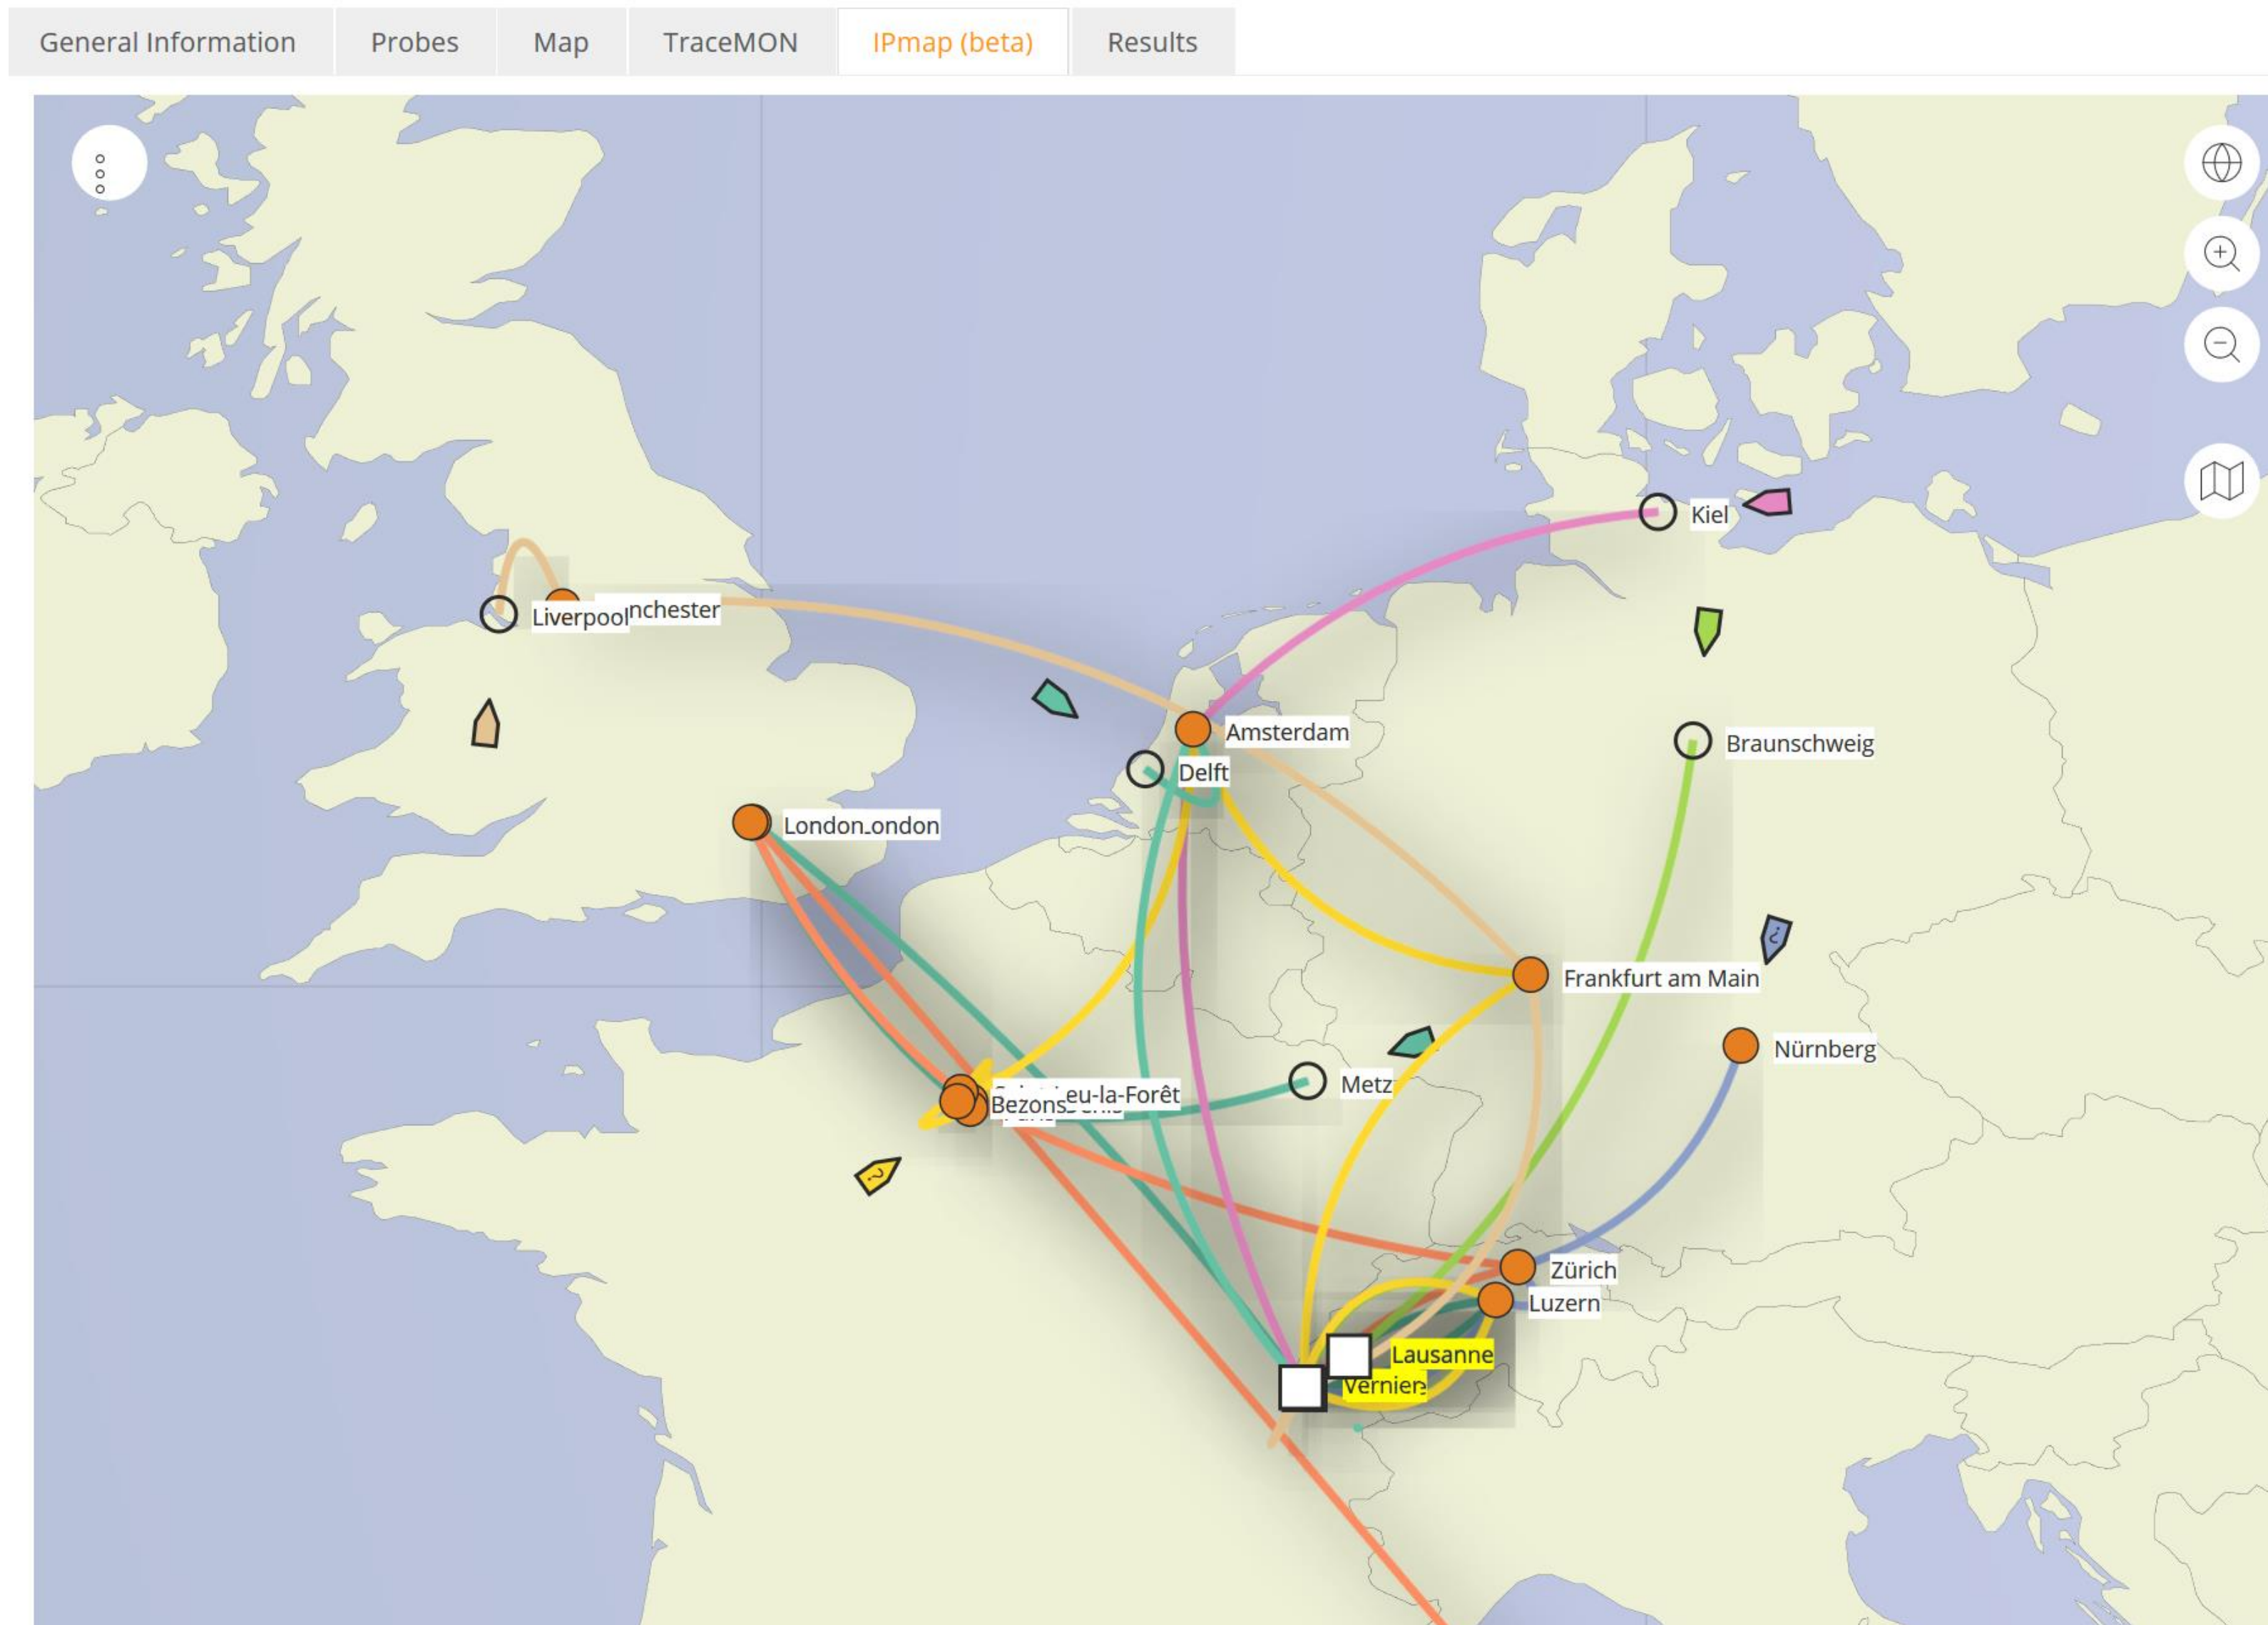 General Information
Probes
Map
TraceMON
IPmap (beta)
Results
Kiel
Liverpool
nchester
Amsterdam
Braunschweig
Delft
London
ondon
Frankfurt am Main
Nürnberg
Metz
eu-la-Forêt
Bezons
Zürich
Luzern
Lausanne
Vernier
?
?